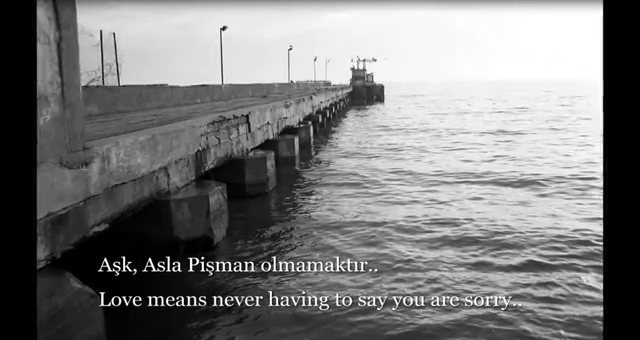 Aşk, Asla Pişman olmamaktır..
Love means never having to say you are sorry..